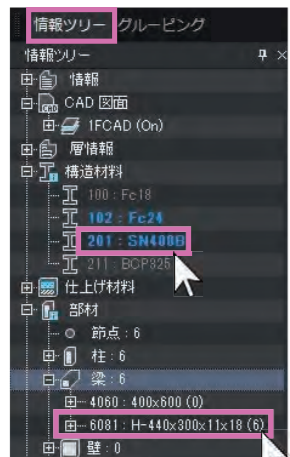 情報ツリー グルーピング
情報ツリー
情報
CAD 図面
1FCAD (On)
層情報
構造材料
100 : Fc18
102 : Fc24
201 : SN400B
211 : BCP325
仕上げ材料
部材
節点 : 6
柱 : 6
梁 : 6
4060 : 400x600 (0)
6081 : H-440x300x11x18 (6)
壁 : 0